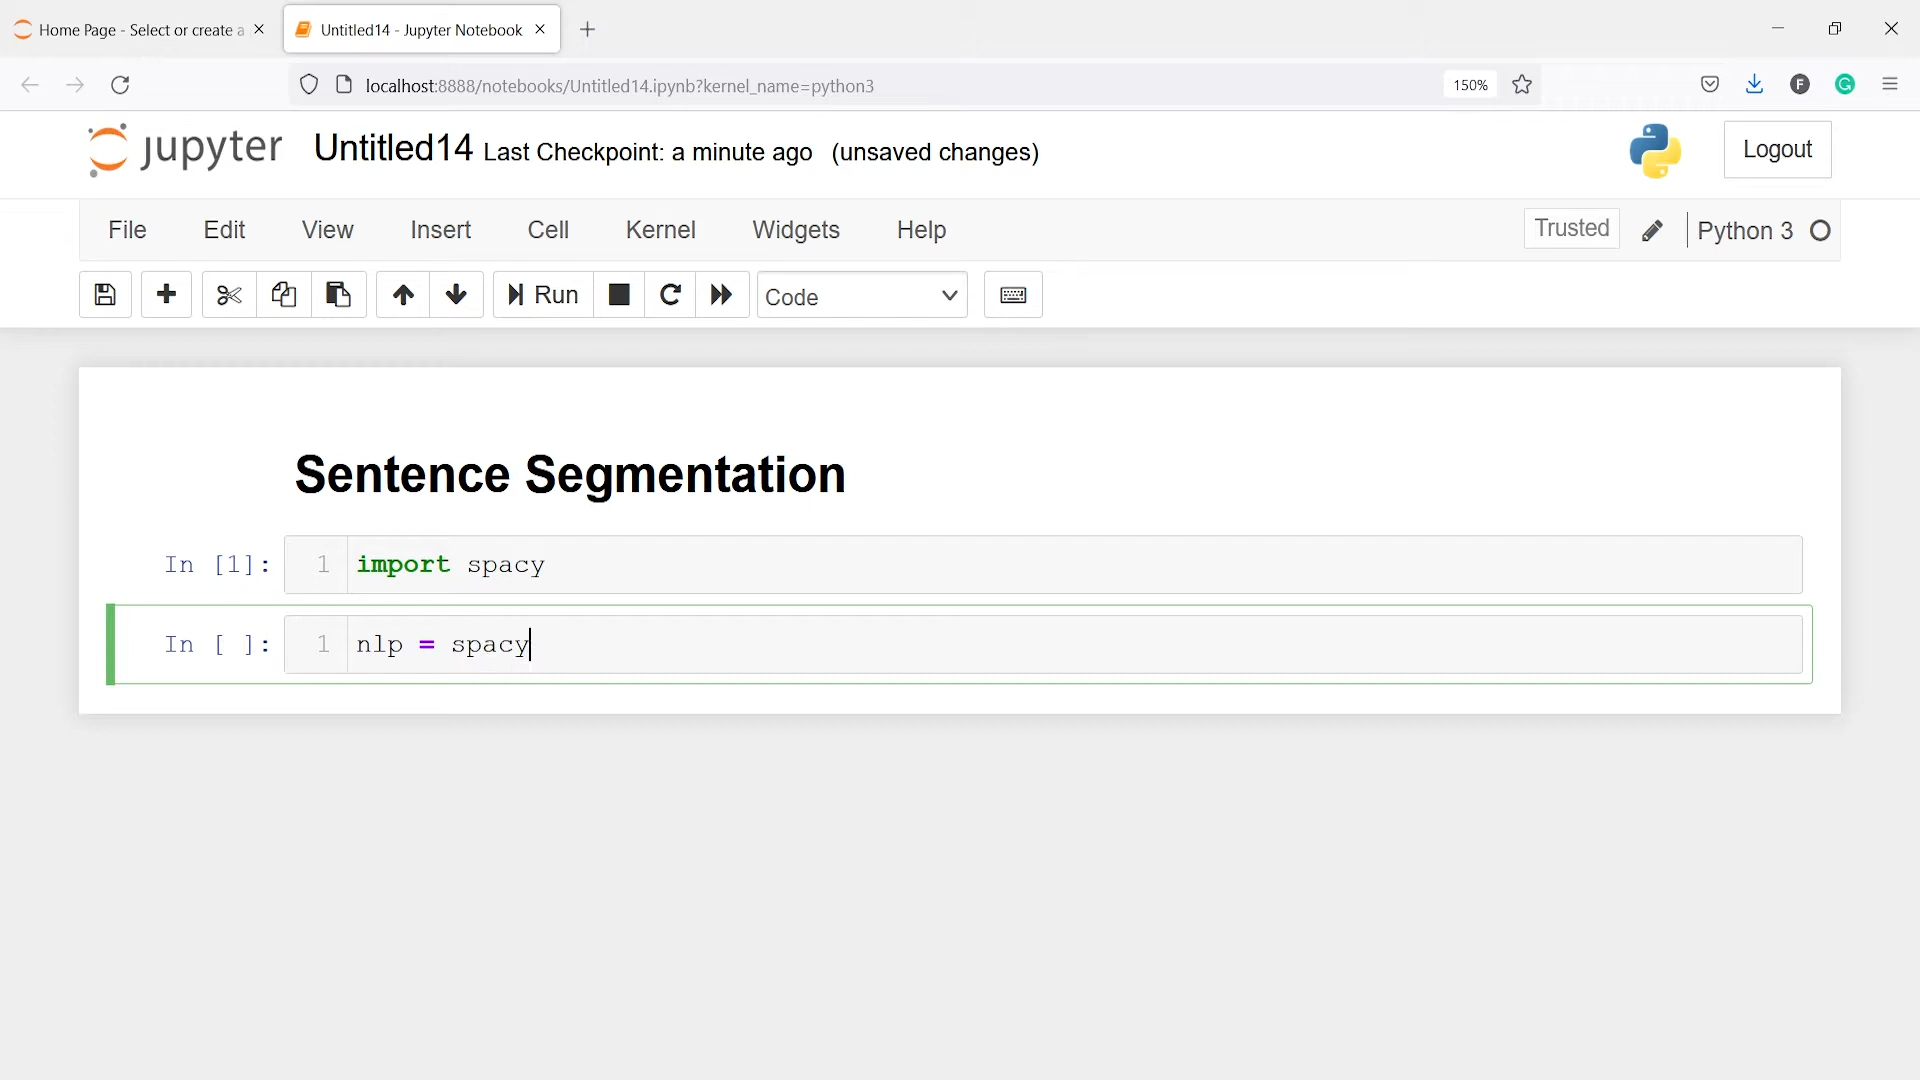 Home Page - Select or create a
Untitled14 - Jupyter Notebook
localhost:8888/notebooks/Untitled14.ipynb?kernel_name=python3
150%
F
G
jupyter Untitled14 Last Checkpoint: a minute ago (unsaved changes)
Logout
File Edit View Insert Cell Kernel Widgets Help
Trusted
Python 3
Run
Code
Sentence Segmentation
In [1]: 1 import spacy
In [ ]: 1 nlp = spacy